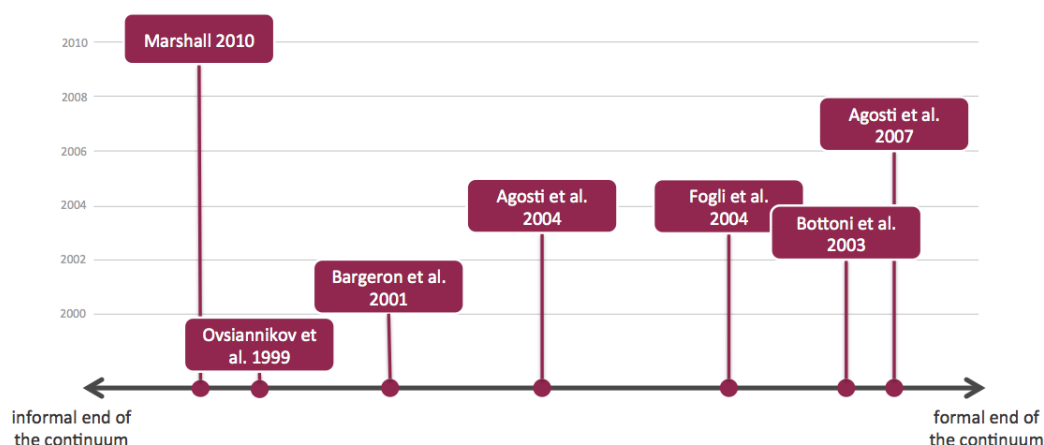 2010
Marshall 2010
2008
Agosti et al.
2007
2006
2004
Agosti et al.
2004
Fogli et al.
2004
Bottoni et al.
2003
2002
Bargeron et al.
2001
2000
Ovsiannikov et
al. 1999
informal end of
the continuum
formal end of
the continuum